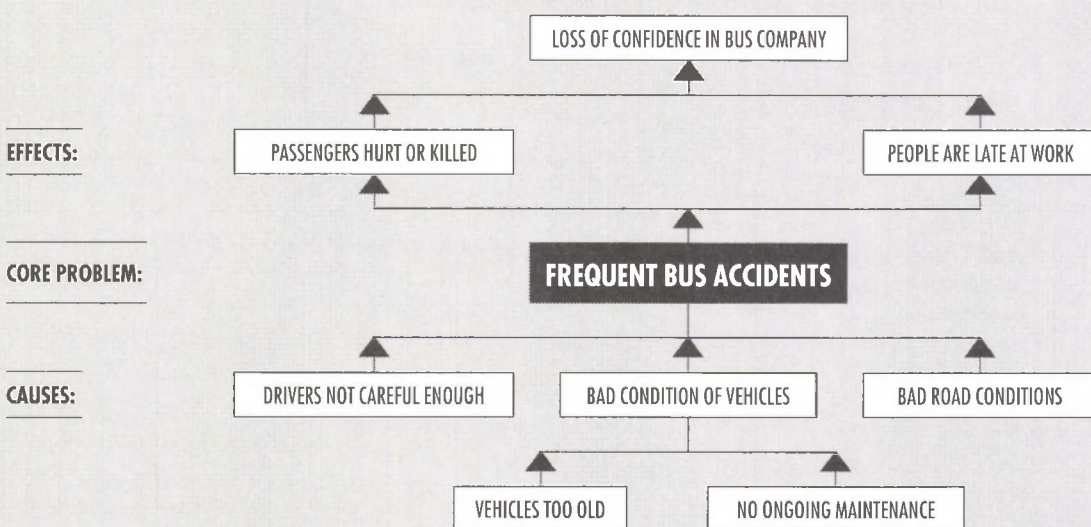 LOSS OF CONFIDENCE IN BUS COMPANY
EFFECTS:
PASSENGERS HURT OR KILLED
PEOPLE ARE LATE AT WORK
CORE PROBLEM:
FREQUENT BUS ACCIDENTS
CAUSES:
DRIVERS NOT CAREFUL ENOUGH
BAD CONDITION OF VEHICLES
BAD ROAD CONDITIONS
VEHICLES TOO OLD
NO ONGOING MAINTENANCE